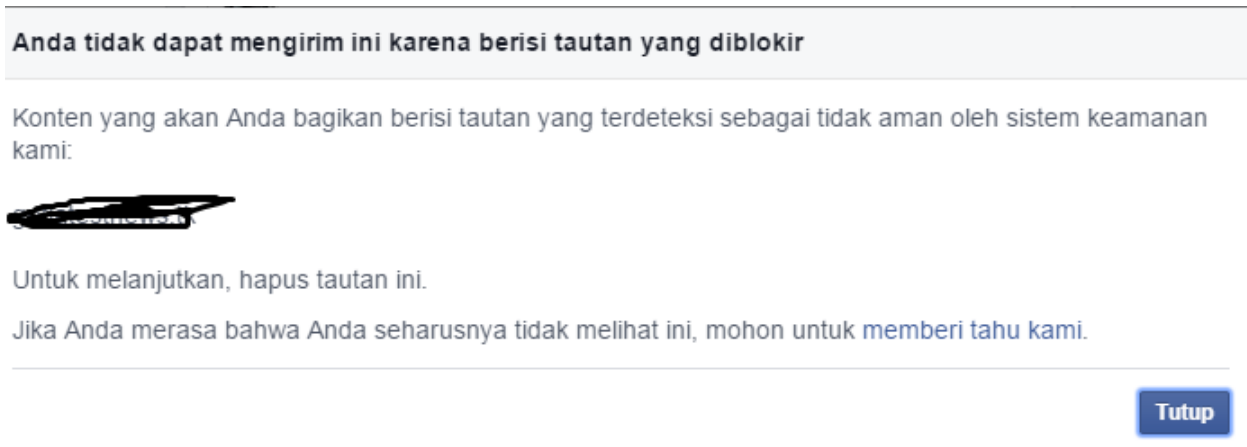 Anda tidak dapat mengirim ini karena berisi tautan yang diblokir
Konten yang akan Anda bagikan berisi tautan yang terdeteksi sebagai tidak aman oleh sistem keamanan
kami:
Untuk melanjutkan, hapus tautan ini.
Jika Anda merasa bahwa Anda seharusnya tidak melihat ini, mohon untuk memberi tahu kami.
Tutup